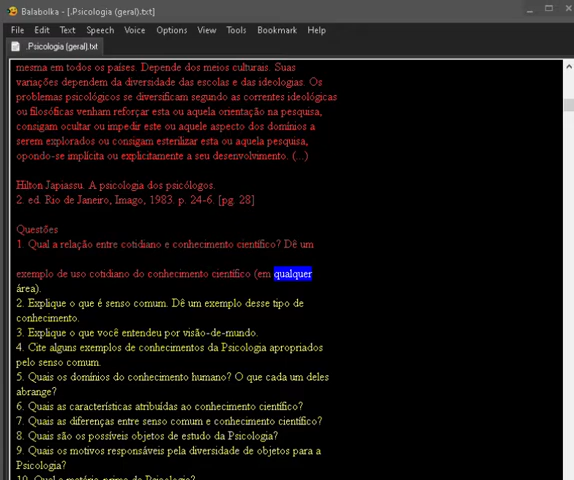 Balabolka - [.Psicologia (geral).txt]
File Edit Text Speech Voice Options View Tools Bookmark Help
.Psicologia (geral).txt
mesma em todos os países. Depende dos meios culturais. Suas
variações dependem da diversidade das escolas e das ideologias. Os
problemas psicológicos se diversificam segundo as correntes ideológicas
ou filosóficas venham reforçar esta ou aquela orientação na pesquisa,
consigam ocultar ou impedir este ou aquele aspecto dos domínios a
serem explorados ou consigam esterilizar esta ou aquela pesquisa,
opondo-se implícita ou explicitamente a seu desenvolvimento. (...)
Hilton Japiassu. A psicologia dos psicólogos.
2. ed. Rio de Janeiro, Imago, 1983. p. 24-6. [pg. 28]
Questões
1. Qual a relação entre cotidiano e conhecimento científico? Dê um
exemplo de uso cotidiano do conhecimento científico (em qualquer
área).
2. Explique o que é senso comum. Dê um exemplo desse tipo de
conhecimento.
3. Explique o que você entendeu por visão-de-mundo.
4. Cite alguns exemplos de conhecimentos da Psicologia apropriados
pelo senso comum.
5. Quais os domínios do conhecimento humano? O que cada um deles
abrange?
6. Quais as características atribuídas ao conhecimento científico?
7. Quais as diferenças entre senso comum e conhecimento científico?
8. Quais são os possíveis objetos de estudo da Psicologia?
9. Quais os motivos responsáveis pela diversidade de objetos para a
Psicologia?
10. Qual a matéria-prima da Psicologia?